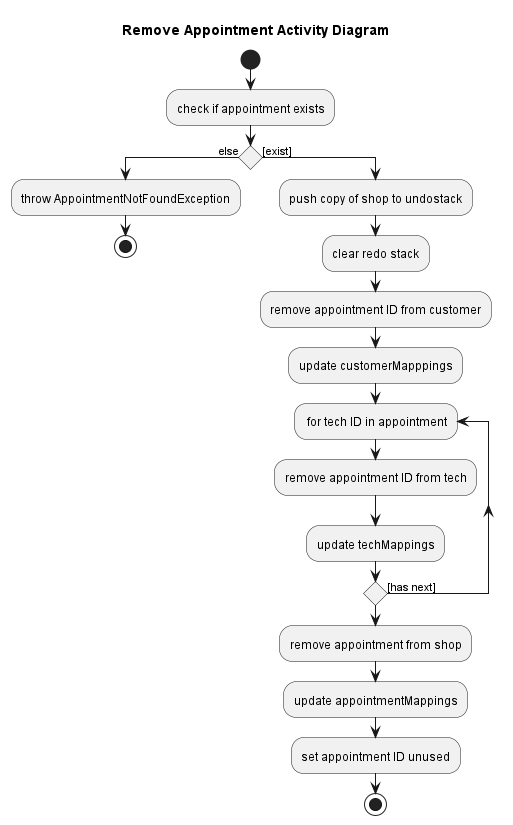 Remove Appointment Activity Diagram
check if appointment exists
else
[exist]
throw AppointmentNotFoundException
push copy of shop to undostack
clear redo stack
remove appointment ID from customer
update customerMapppings
for tech ID in appointment
remove appointment ID from tech
update techMappings
[has next]
remove appointment from shop
update appointmentMappings
set appointment ID unused